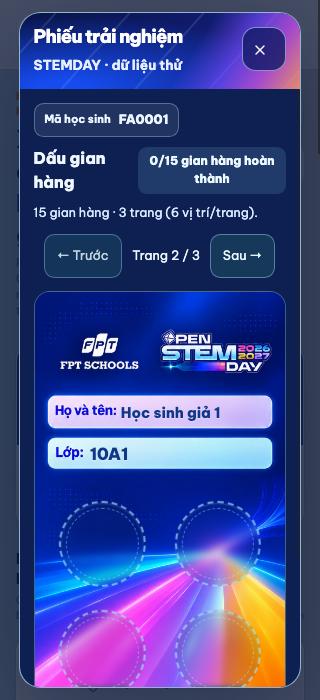 Phiếu trải nghiệm
STEMDAY · dữ liệu thử
×
Mã học sinh FA0001
Dấu gian
hàng
0/15 gian hàng hoàn
thành
15 gian hàng · 3 trang (6 vị trí/trang).
← Trước
Trang 2 / 3
Sau →
FPT
FPT SCHOOLS
OPEN
STEM 2026
2027
DAY
Họ và tên: Học sinh giả 1
Lớp: 10A1